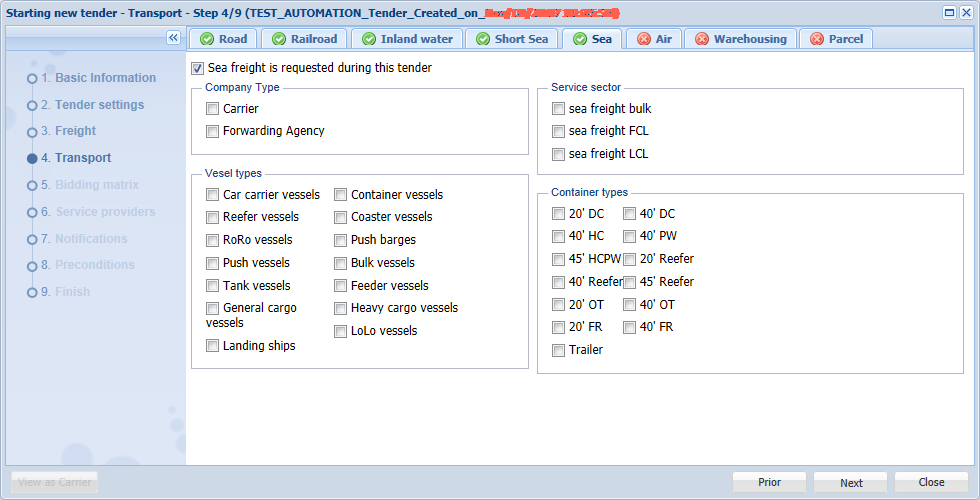 Starting new tender - Transport - Step 4/9 (TEST_AUTOMATION_Tender_Created_on_
Road Railroad Inland water Short Sea Sea Air Warehousing Parcel
1. Basic Information
2. Tender settings
3. Freight
4. Transport
5. Bidding matrix
6. Service providers
7. Notifications
8. Preconditions
9. Finish
Sea freight is requested during this tender
Company Type
Carrier
Forwarding Agency
Vesel types
Car carrier vessels Container vessels
Reefer vessels Coaster vessels
RoRo vessels Push barges
Push vessels Bulk vessels
Tank vessels Feeder vessels
General cargo Heavy cargo vessels
vessels
LoLo vessels
Landing ships
Service sector
sea freight bulk
sea freight FCL
sea freight LCL
Container types
20' DC 40' DC
40' HC 40' PW
45' HCPW 20' Reefer
40' Reefer 45' Reefer
20' OT 40' OT
20' FR 40' FR
Trailer
View as Carrier
Prior Next Close